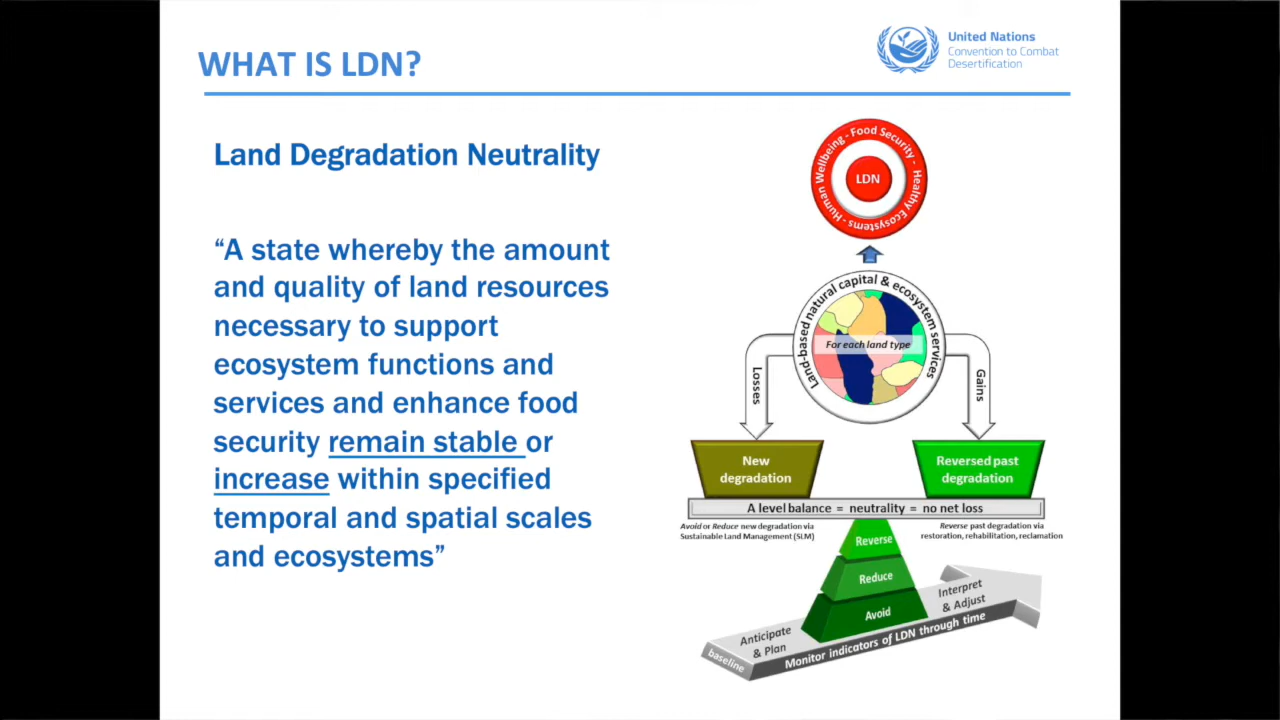 WHAT IS LDN?
United Nations
Convention to Combat
Desertification
Land Degradation Neutrality
“A state whereby the amount
and quality of land resources
necessary to support
ecosystem functions and
services and enhance food
security remain stable or
increase within specified
temporal and spatial scales
and ecosystems”
Human Wellbeing - Food Security - Healthy Ecosystems -
LDN
Land-based natural capital & ecosystem services
For each land type
Losses
Gains
New
degradation
Reversed past
degradation
A level balance = neutrality = no net loss
Avoid or Reduce new degradation via
Sustainable Land Management (SLM)
Reverse past degradation via
restoration, rehabilitation, reclamation
Reverse
Reduce
Avoid
Anticipate
& Plan
Interpret
& Adjust
baseline
Monitor indicators of LDN through time